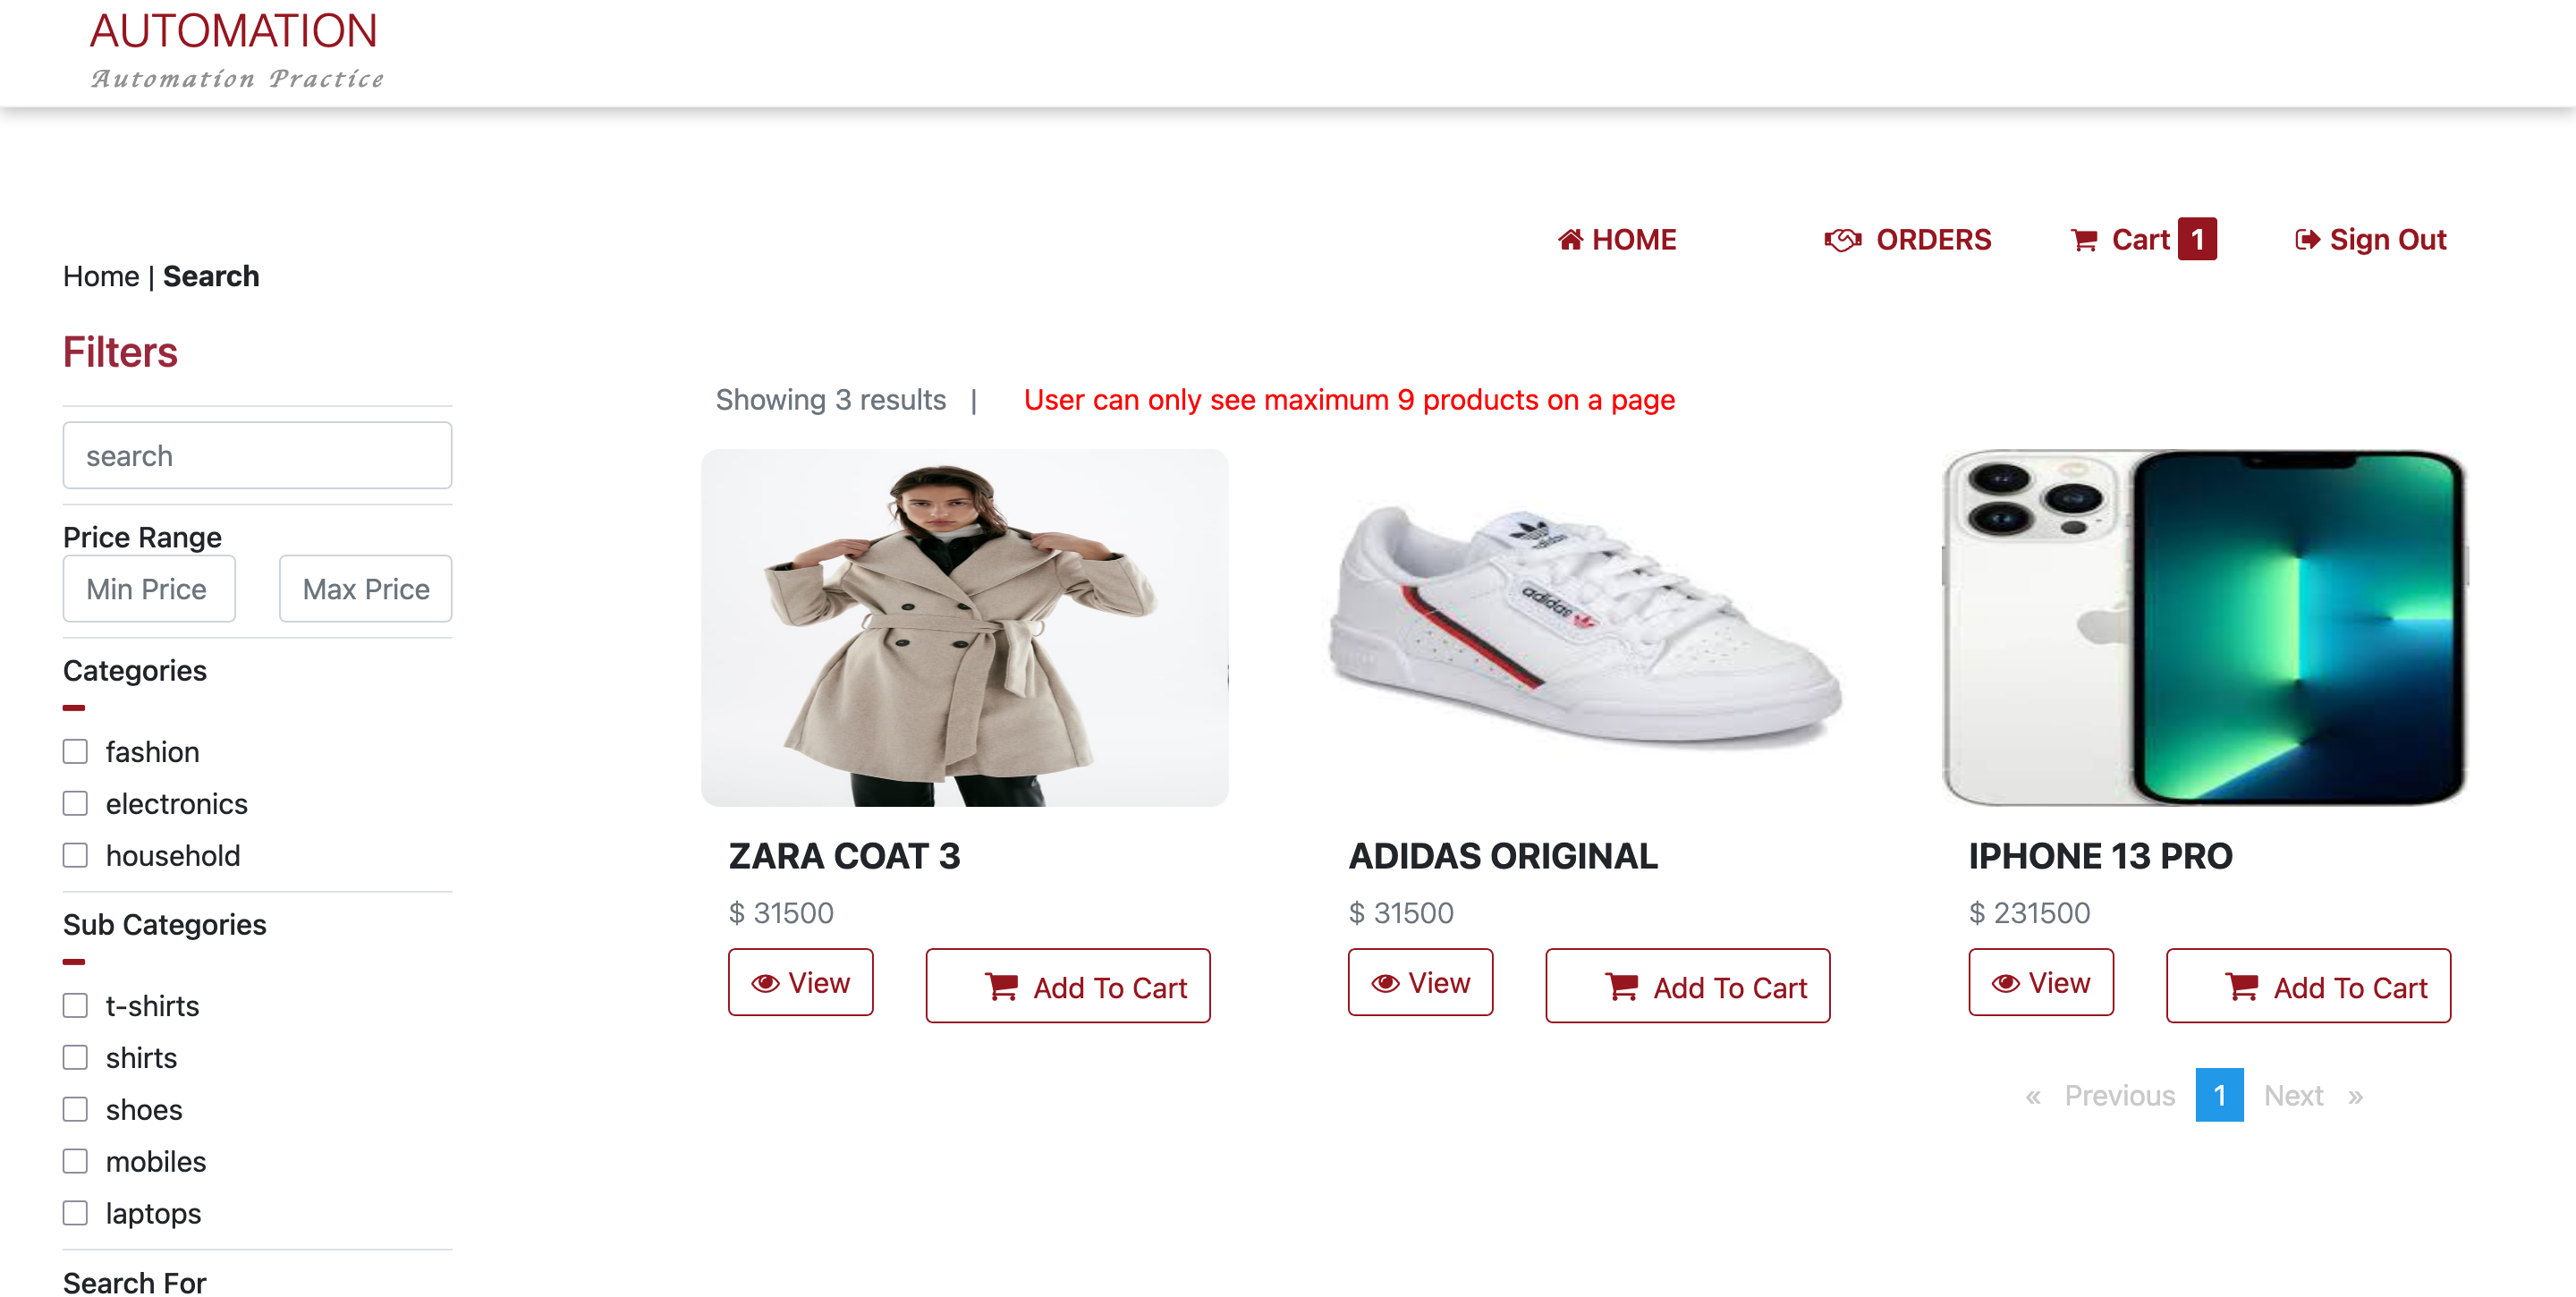 AUTOMATION
Automation Practice
HOME
ORDERS
Cart 1
Sign Out
Home | Search
Filters
search
Price Range
Min Price
Max Price
Categories
fashion
electronics
household
Sub Categories
t-shirts
shirts
shoes
mobiles
laptops
Search For
Showing 3 results |
User can only see maximum 9 products on a page
adidas
adidas
ZARA COAT 3
$ 31500
View
Add To Cart
ADIDAS ORIGINAL
$ 31500
View
Add To Cart
IPHONE 13 PRO
$ 231500
View
Add To Cart
« Previous 1 Next »